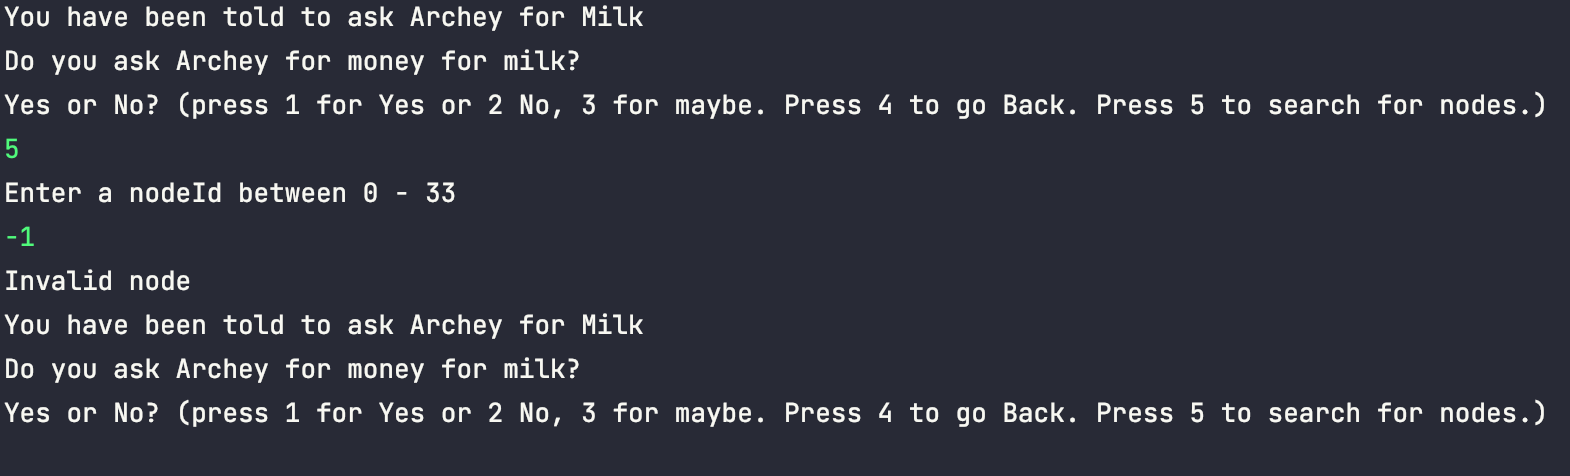 You have been told to ask Archey for Milk
Do you ask Archey for money for milk?
Yes or No? (press 1 for Yes or 2 No, 3 for maybe. Press 4 to go Back. Press 5 to search for nodes.)
5
Enter a nodeId between 0 - 33
-1
Invalid node
You have been told to ask Archey for Milk
Do you ask Archey for money for milk?
Yes or No? (press 1 for Yes or 2 No, 3 for maybe. Press 4 to go Back. Press 5 to search for nodes.)